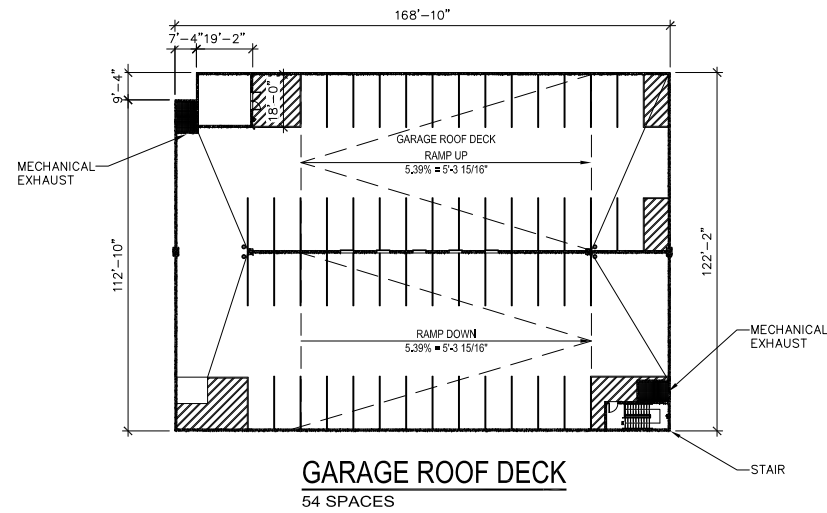 168'-10"
7'-4"19'-2"
9'-4"
18'-0"
GARAGE ROOF DECK
RAMP UP
5.39% = 5'-3 15/16"
MECHANICAL
EXHAUST
112'-10"
122'-2"
RAMP DOWN
5.39% = 5'-3 15/16"
MECHANICAL
EXHAUST
STAIR
GARAGE ROOF DECK
54 SPACES